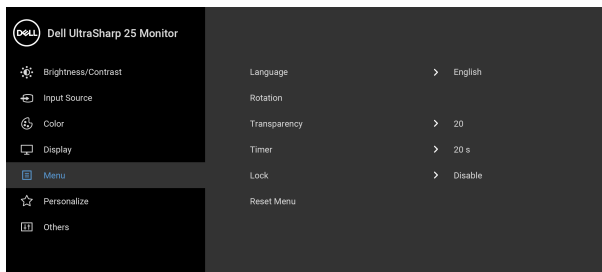 DELL Dell UltraSharp 25 Monitor
Brightness/Contrast
Input Source
Color
Display
Menu
Personalize
Others
Language > English
Rotation
Transparency > 20
Timer > 20 s
Lock > Disable
Reset Menu